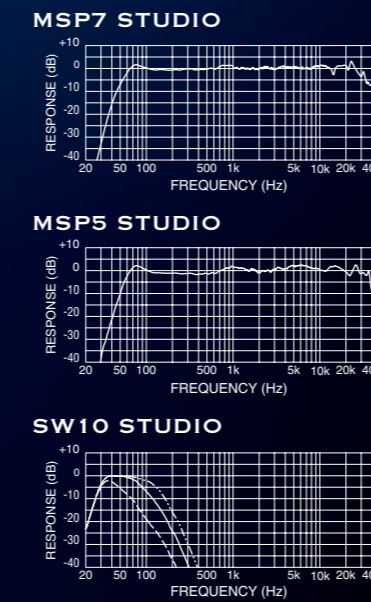 MSP7 STUDIO
+10
0
-10
-20
-30
-40
RESPONSE (dB)
20 50 100 500 1k 5k 10k 20k 40
FREQUENCY (Hz)
MSP5 STUDIO
+10
0
-10
-20
-30
-40
RESPONSE (dB)
20 50 100 500 1k 5k 10k 20k 40
FREQUENCY (Hz)
SW10 STUDIO
+10
0
-10
-20
-30
-40
RESPONSE (dB)
20 50 100 500 1k 5k 10k 20k 40
FREQUENCY (Hz)